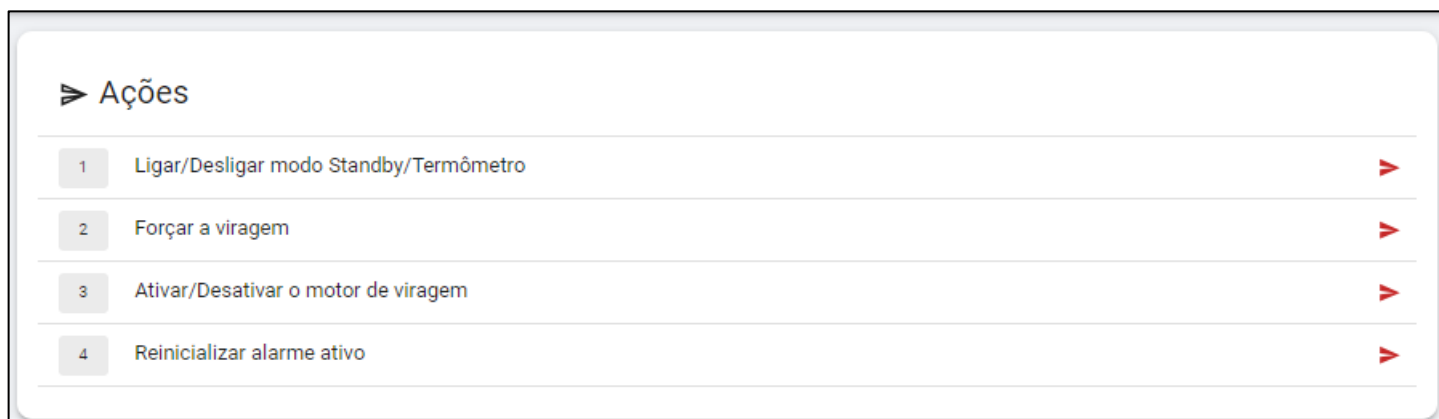 Ações
1 Ligar/Desligar modo Standby/Termômetro
2 Forçar a viragem
3 Ativar/Desativar o motor de viragem
4 Reinicializar alarme ativo